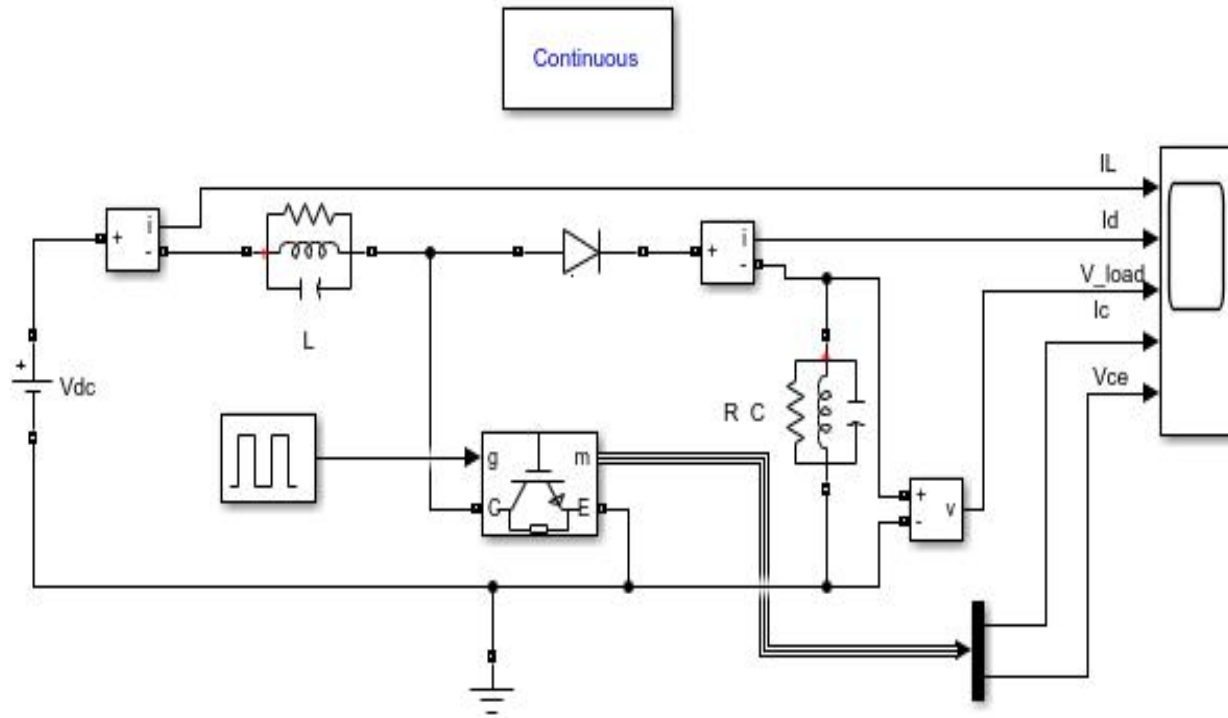 Continuous
IL
+
i
-
+
i
-
Id
V_load
Ic
Vce
L
+
Vdc
R C
g
m
C
E
+
-
v